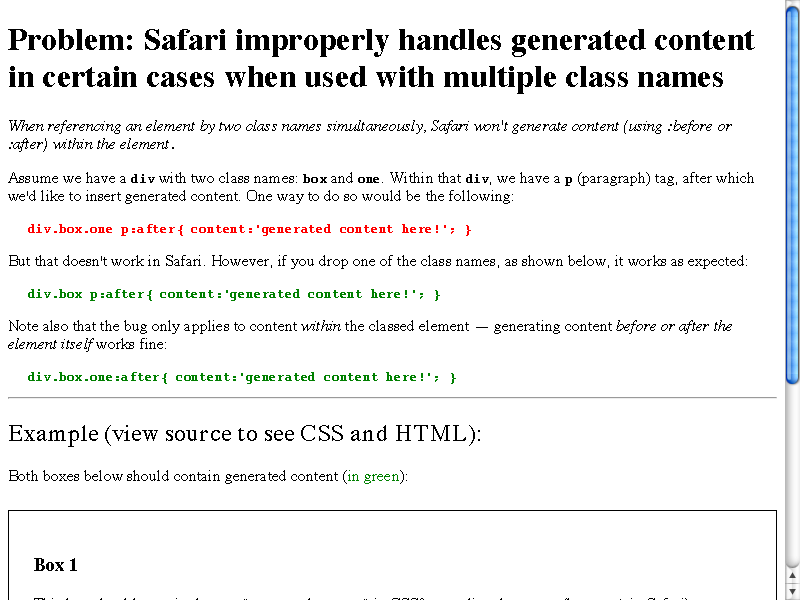 Problem: Safari improperly handles generated content
in certain cases when used with multiple class names
When referencing an element by two class names simultaneously, Safari won't generate content (using :before or
:after) within the element.
Assume we have a div with two class names: box and one. Within that div, we have a p (paragraph) tag, after which
we'd like to insert generated content. One way to do so would be the following:
div.box.one p:after{ content:'generated content here!'; }
But that doesn't work in Safari. However, if you drop one of the class names, as shown below, it works as expected:
div.box p:after{ content:'generated content here!'; }
Note also that the bug only applies to content within the classed element — generating content before or after the
element itself works fine:
div.box.one:after{ content:'generated content here!'; }
Example (view source to see CSS and HTML):
Both boxes below should contain generated content (in green):
Box 1